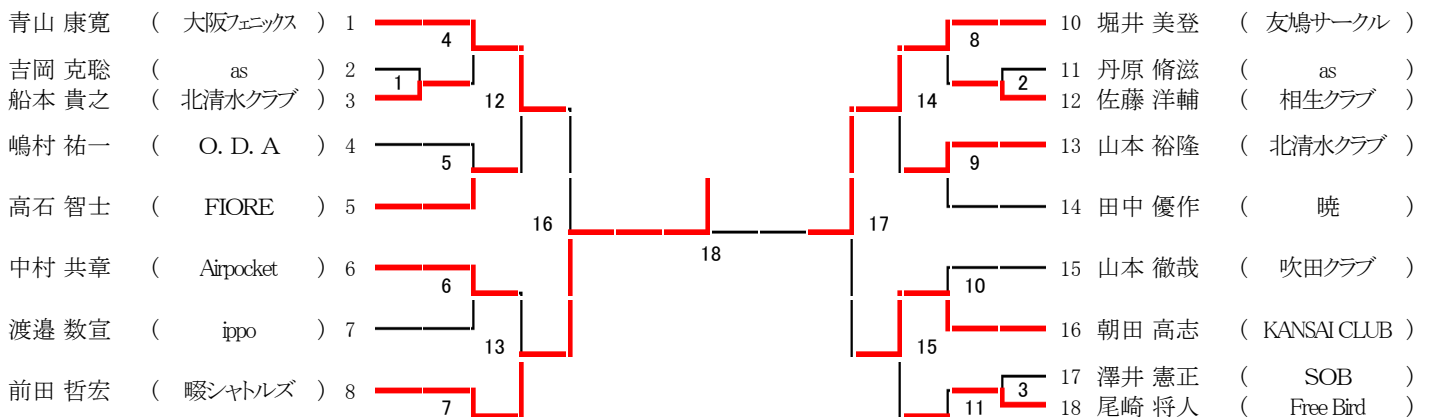 青山 康寛 ( 大阪フェニックス ) 1
吉岡 克聡 ( as ) 2
船本 貴之 ( 北清水クラブ ) 3
嶋村 祐一 ( O.D.A ) 4
高石 智士 ( FIORE ) 5
中村 共章 ( Airpocket ) 6
渡邉 数宣 ( ippo ) 7
前田 哲宏 ( 畷シャトルズ ) 8
4
1
12
5
16
6
13
7
18
8
2
14
9
17
10
15
3
11
10 堀井 美登 ( 友鳩サークル )
11 丹原 脩滋 ( as )
12 佐藤 洋輔 ( 相生クラブ )
13 山本 裕隆 ( 北清水クラブ )
14 田中 優作 ( 暁 )
15 山本 徹哉 ( 吹田クラブ )
16 朝田 高志 ( KANSAI CLUB )
17 澤井 憲正 ( SOB )
18 尾崎 将人 ( Free Bird )